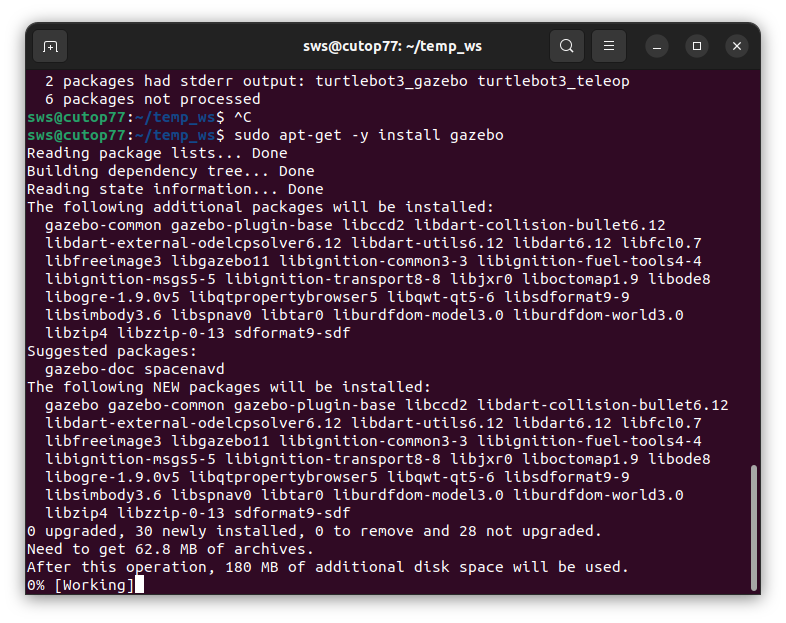 sws@cutop77: ~/temp_ws
2 packages had stderr output: turtlebot3_gazebo turtlebot3_teleop
6 packages not processed
sws@cutop77:~/temp_ws$ ^C
sws@cutop77:~/temp_ws$ sudo apt-get -y install gazebo
Reading package lists... Done
Building dependency tree... Done
Reading state information... Done
The following additional packages will be installed:
gazebo-common gazebo-plugin-base libccd2 libdart-collision-bullet6.12
libdart-external-odelcpsolver6.12 libdart-utils6.12 libdart6.12 libfcl0.7
libfreeimage3 libgazebo11 libignition-common3-3 libignition-fuel-tools4-4
libignition-msgs5-5 libignition-transport8-8 libjxr0 liboctomap1.9 libode8
libogre-1.9.0v5 libqtpropertybrowser5 libqwt-qt5-6 libsdformat9-9
libsimbody3.6 libspnav0 libtar0 liburdfdom-model3.0 liburdfdom-world3.0
libzip4 libzzip-0-13 sdformat9-sdf
Suggested packages:
gazebo-doc spacenavd
The following NEW packages will be installed:
gazebo gazebo-common gazebo-plugin-base libccd2 libdart-collision-bullet6.12
libdart-external-odelcpsolver6.12 libdart-utils6.12 libdart6.12 libfcl0.7
libfreeimage3 libgazebo11 libignition-common3-3 libignition-fuel-tools4-4
libignition-msgs5-5 libignition-transport8-8 libjxr0 liboctomap1.9 libode8
libogre-1.9.0v5 libqtpropertybrowser5 libqwt-qt5-6 libsdformat9-9
libsimbody3.6 libspnav0 libtar0 liburdfdom-model3.0 liburdfdom-world3.0
libzip4 libzzip-0-13 sdformat9-sdf
0 upgraded, 30 newly installed, 0 to remove and 28 not upgraded.
Need to get 62.8 MB of archives.
After this operation, 180 MB of additional disk space will be used.
0% [Working]